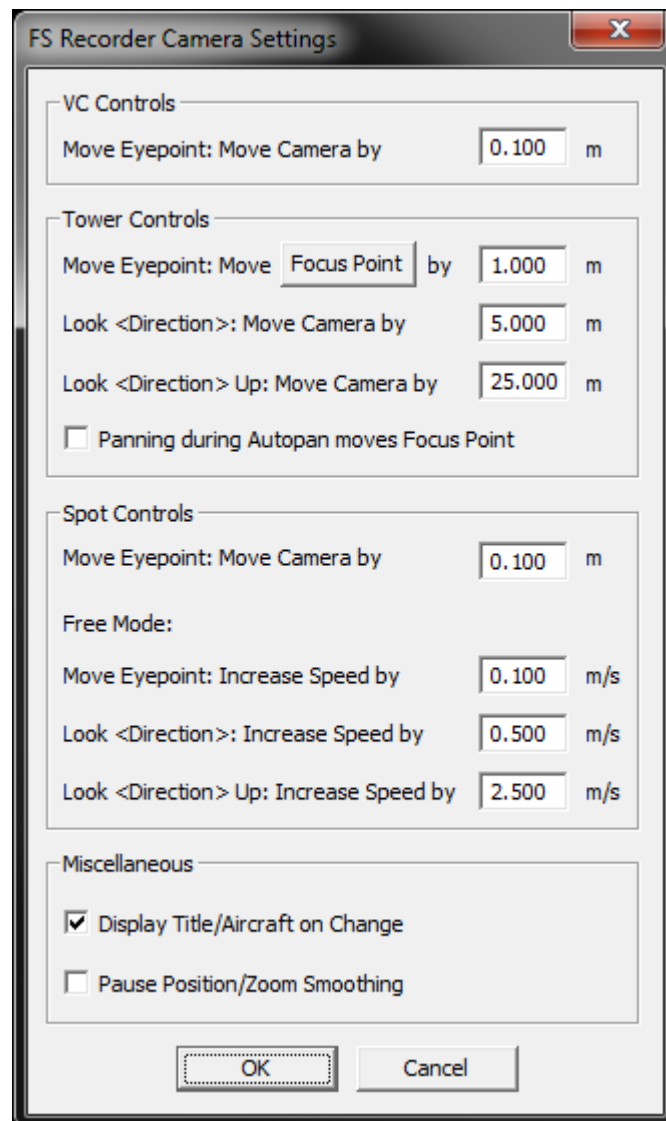 FS Recorder Camera Settings
VC Controls
Move Eyepoint: Move Camera by 0.100 m
Tower Controls
Move Eyepoint: Move Focus Point by 1.000 m
Look <Direction>: Move Camera by 5.000 m
Look <Direction> Up: Move Camera by 25.000 m
Panning during Autopan moves Focus Point
Spot Controls
Move Eyepoint: Move Camera by 0.100 m
Free Mode:
Move Eyepoint: Increase Speed by 0.100 m/s
Look <Direction>: Increase Speed by 0.500 m/s
Look <Direction> Up: Increase Speed by 2.500 m/s
Miscellaneous
Display Title/Aircraft on Change
Pause Position/Zoom Smoothing
OK Cancel